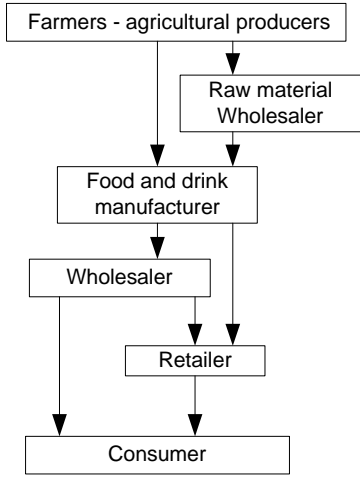 Farmers - agricultural producers
Raw material
Wholesaler
Food and drink
manufacturer
Wholesaler
Retailer
Consumer